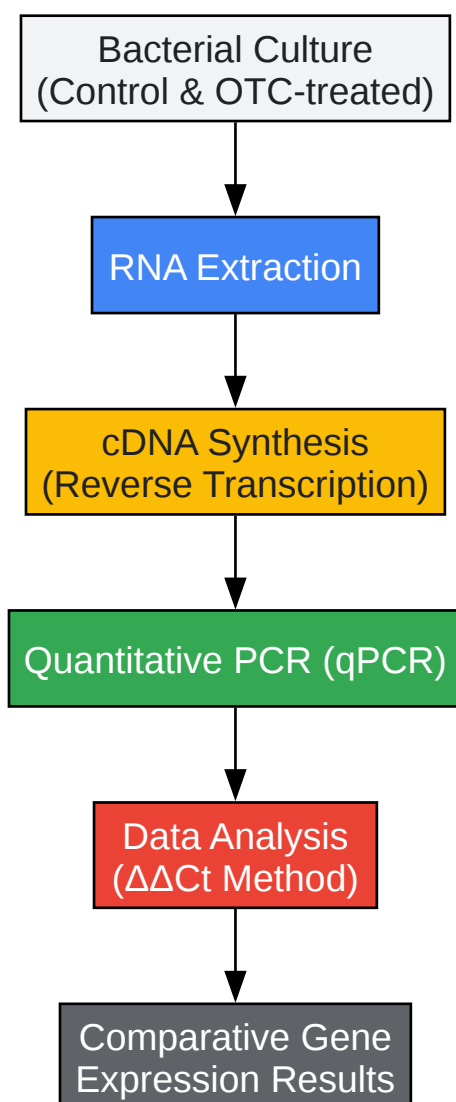 Bacterial Culture
(Control & OTC-treated)
RNA Extraction
cDNA Synthesis
(Reverse Transcription)
Quantitative PCR (qPCR)
Data Analysis
(ΔΔCt Method)
Comparative Gene
Expression Results